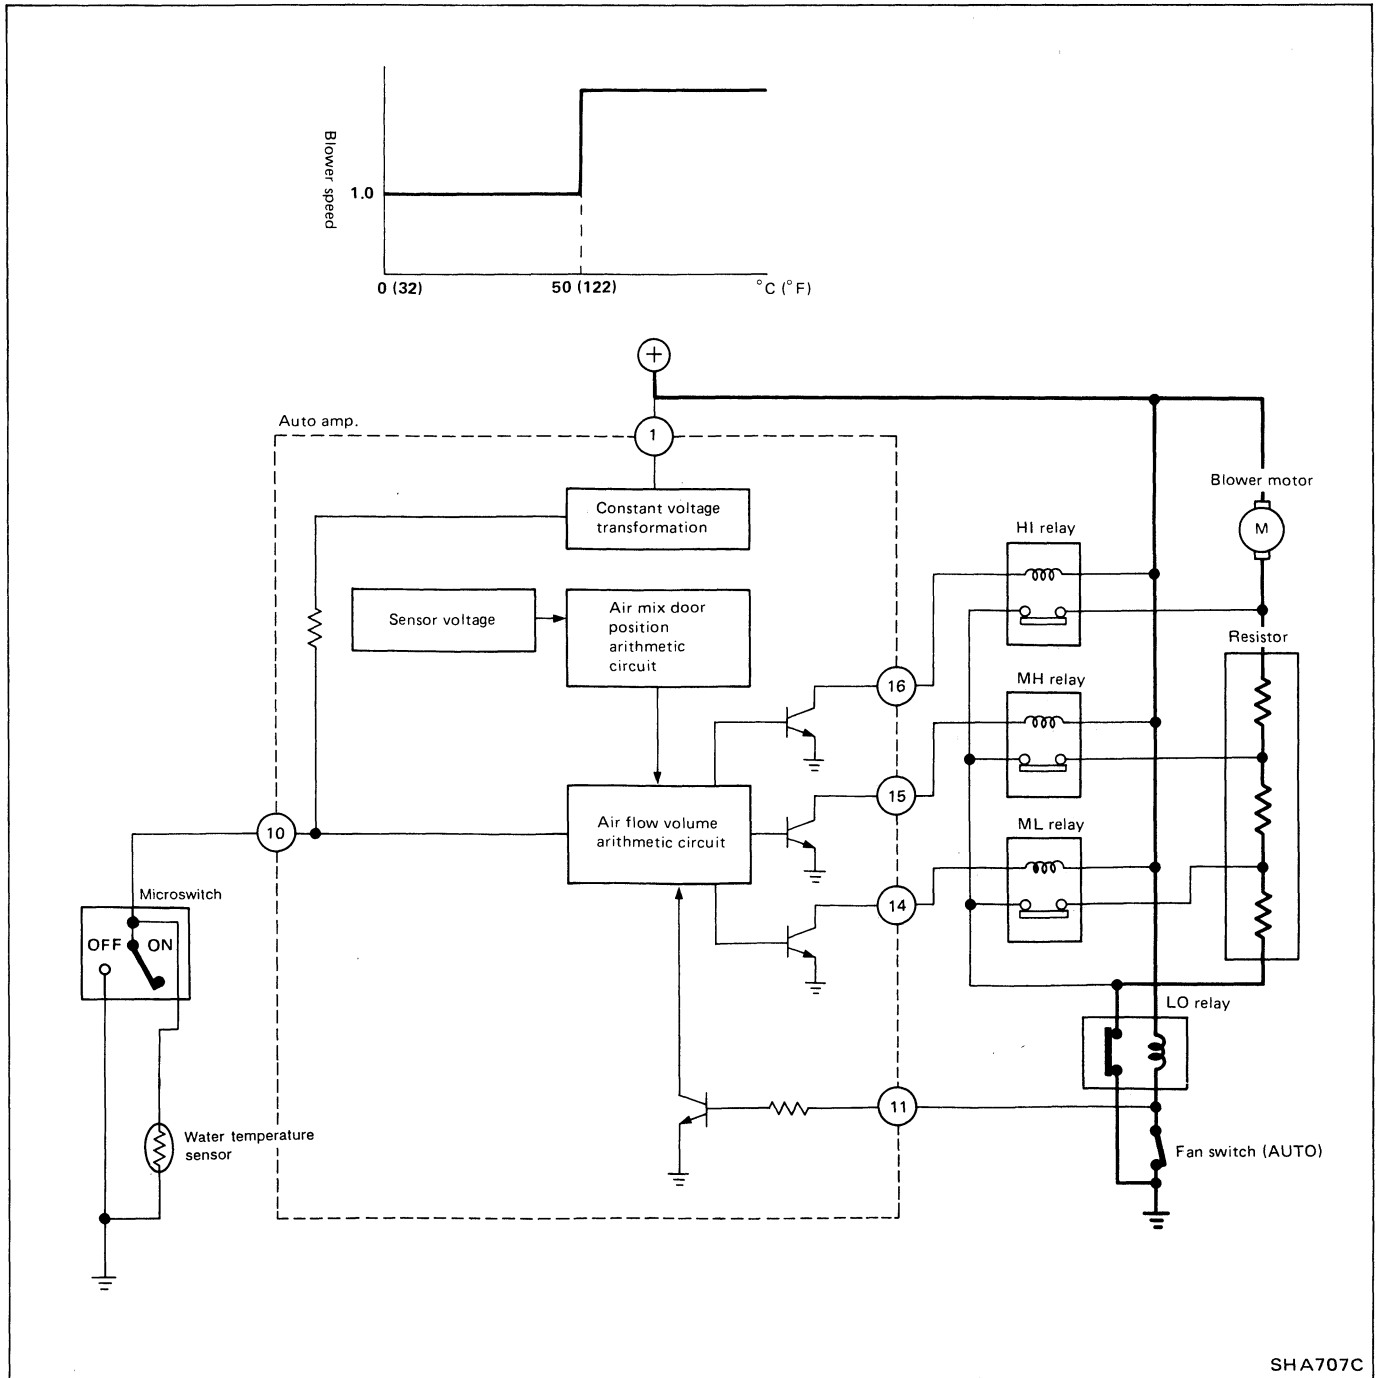 Blower speed
1.0
0 (32)
50 (122)
°C (°F)
+
Auto amp.
1
Constant voltage
transformation
Blower motor
M
HI relay
Sensor voltage
Air mix door
position
arithmetic
circuit
Resistor
16
MH relay
15
Air flow volume
arithmetic circuit
10
ML relay
14
Microswitch
OFF
ON
LO relay
11
Water temperature
sensor
Fan switch (AUTO)
SHA707C